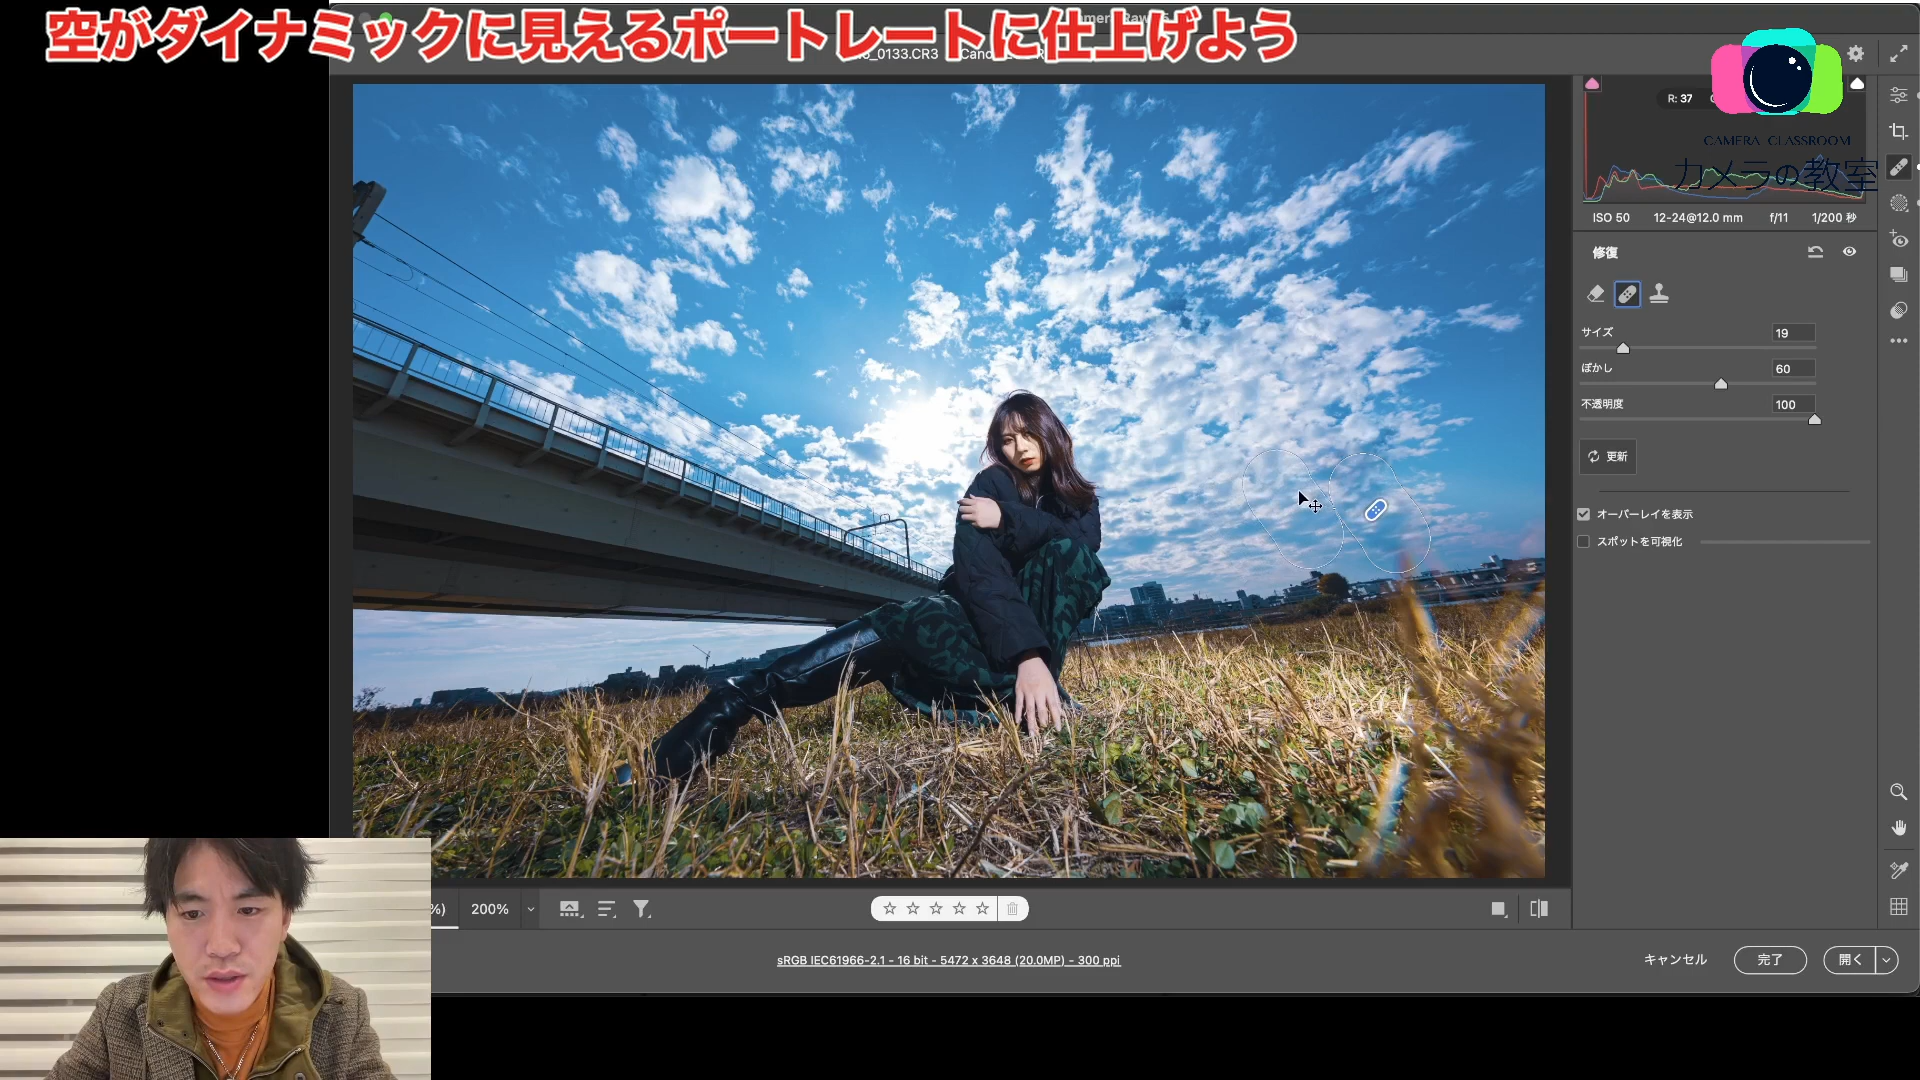 空がダイナミックに見えるポートレートに仕上げよう
_0133.CR3
R: 37
CAMERA CLASSROOM
カメラの教室
ISO 50 12-24@12.0 mm f/11 1/200 秒
修復
サイズ 19
ぼかし 60
不透明度 100
更新
オーバーレイを表示
スポットを可視化
%) 200%
sRGB IEC61966-2.1 - 16 bit - 5472 x 3648 (20.0MP) - 300 ppi
キャンセル 完了 開く